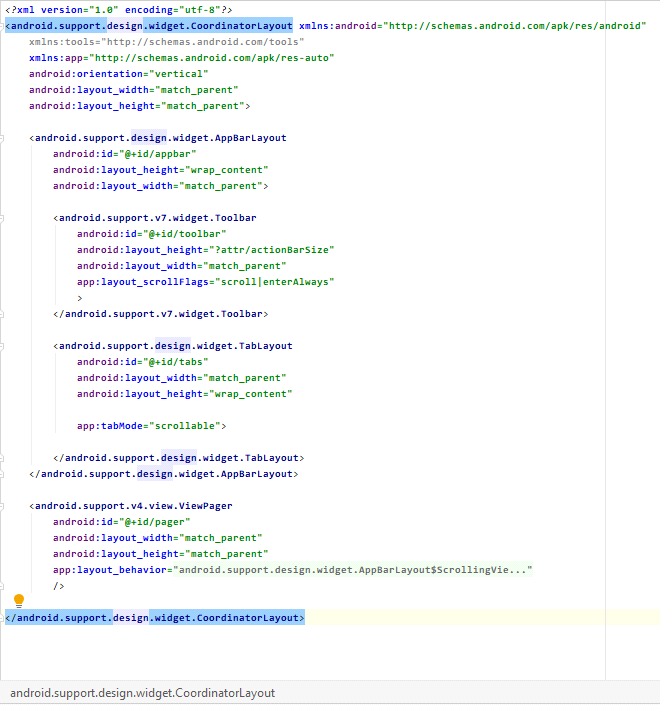 <?xml version="1.0" encoding="utf-8"?>
<android.support.design.widget.CoordinatorLayout xmlns:android="http://schemas.android.com/apk/res/android"
    xmlns:tools="http://schemas.android.com/tools"
    xmlns:app="http://schemas.android.com/apk/res-auto"
    android:orientation="vertical"
    android:layout_width="match_parent"
    android:layout_height="match_parent">
    <android.support.design.widget.AppBarLayout
        android:id="@+id/appbar"
        android:layout_height="wrap_content"
        android:layout_width="match_parent">
        <android.support.v7.widget.Toolbar
            android:id="@+id/toolbar"
            android:layout_height="?attr/actionBarSize"
            android:layout_width="match_parent"
            app:layout_scrollFlags="scroll|enterAlways"
            >
        </android.support.v7.widget.Toolbar>
        <android.support.design.widget.TabLayout
            android:id="@+id/tabs"
            android:layout_width="match_parent"
            android:layout_height="wrap_content"
            app:tabMode="scrollable">
        </android.support.design.widget.TabLayout>
    </android.support.design.widget.AppBarLayout>
    <android.support.v4.view.ViewPager
        android:id="@+id/pager"
        android:layout_width="match_parent"
        android:layout_height="match_parent"
        app:layout_behavior="android.support.design.widget.AppBarLayout$ScrollingVie..."
        />
</android.support.design.widget.CoordinatorLayout>
android.support.design.widget.CoordinatorLayout